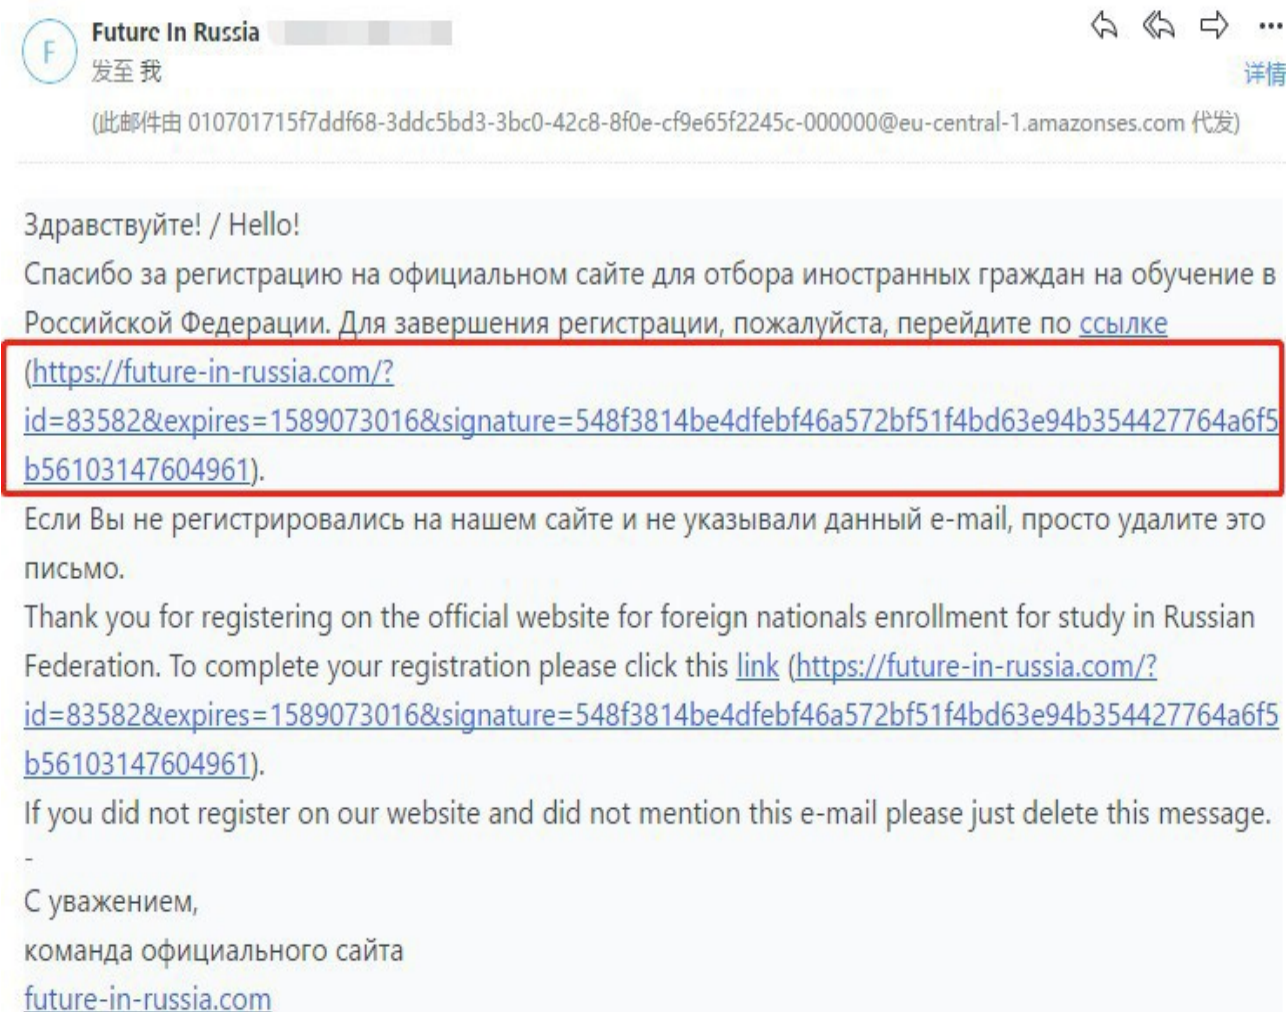 F
Future In Russia
发至 我
详情
(此邮件由 010701715f7ddf68-3ddc5bd3-3bc0-42c8-8f0e-cf9e65f2245c-000000@eu-central-1.amazonses.com 代发)
Здравствуйте! / Hello!
Спасибо за регистрацию на официальном сайте для отбора иностранных граждан на обучение в
Российской Федерации. Для завершения регистрации, пожалуйста, перейдите по ссылке
(https://future-in-russia.com/?
id=83582&expires=1589073016&signature=548f3814be4dfebf46a572bf51f4bd63e94b354427764a6f5
b56103147604961).
Если Вы не регистрировались на нашем сайте и не указывали данный e-mail, просто удалите это
письмо.
Thank you for registering on the official website for foreign nationals enrollment for study in Russian
Federation. To complete your registration please click this link (https://future-in-russia.com/?
id=83582&expires=1589073016&signature=548f3814be4dfebf46a572bf51f4bd63e94b354427764a6f5
b56103147604961).
If you did not register on our website and did not mention this e-mail please just delete this message.
-
С уважением,
команда официального сайта
future-in-russia.com